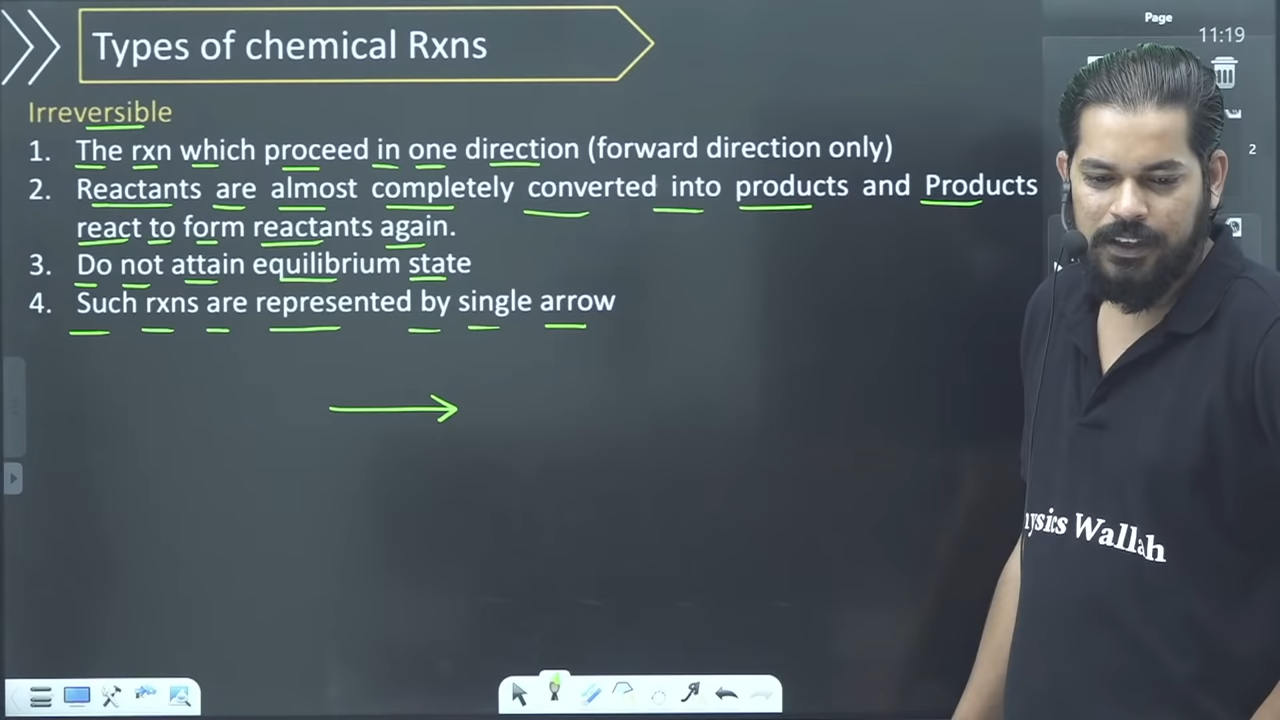 Types of chemical Rxns
Irreversible
1. The rxn which proceed in one direction (forward direction only)
2. Reactants are almost completely converted into products and Products
react to form reactants again.
3. Do not attain equilibrium state
4. Such rxns are represented by single arrow
Page
11:19
2
hysics Wallah